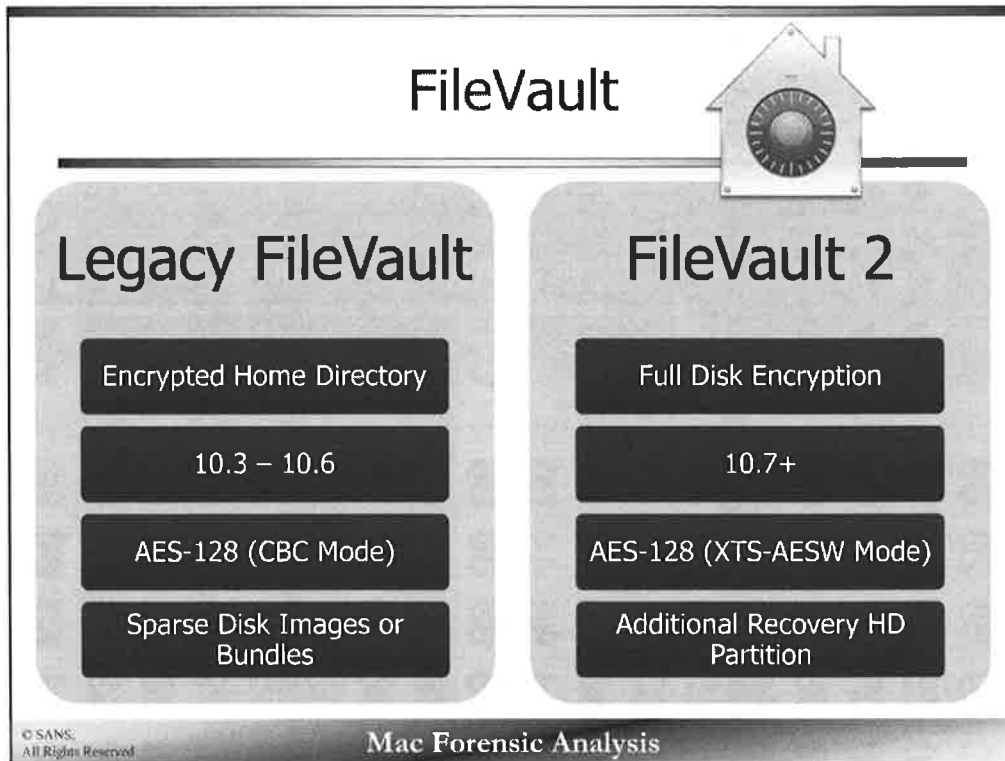 FileVault
Legacy FileVault
Encrypted Home Directory
10.3 – 10.6
AES-128 (CBC Mode)
Sparse Disk Images or
Bundles
FileVault 2
Full Disk Encryption
10.7+
AES-128 (XTS-AESW Mode)
Additional Recovery HD
Partition
© SANS,
All Rights Reserved
Mac Forensic Analysis